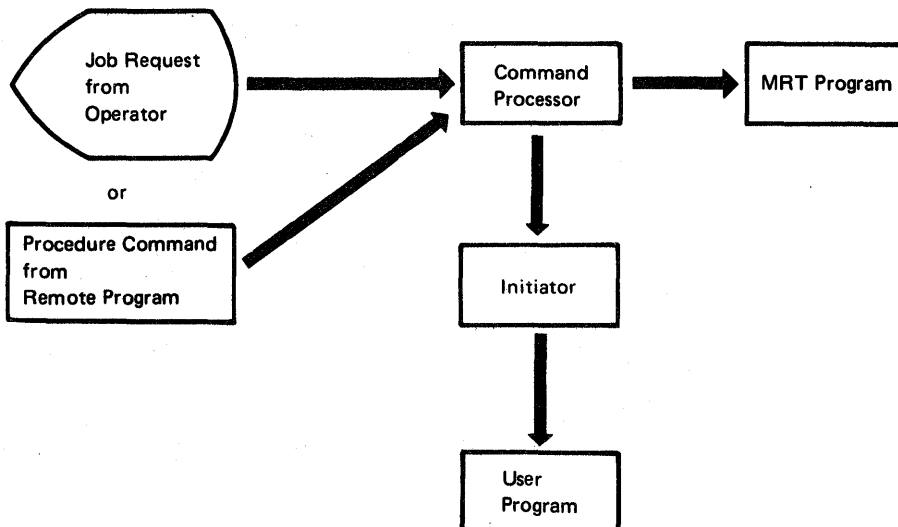 Job Request
from
Operator
or
Procedure Command
from
Remote Program
Command
Processor
MRT Program
Initiator
User
Program